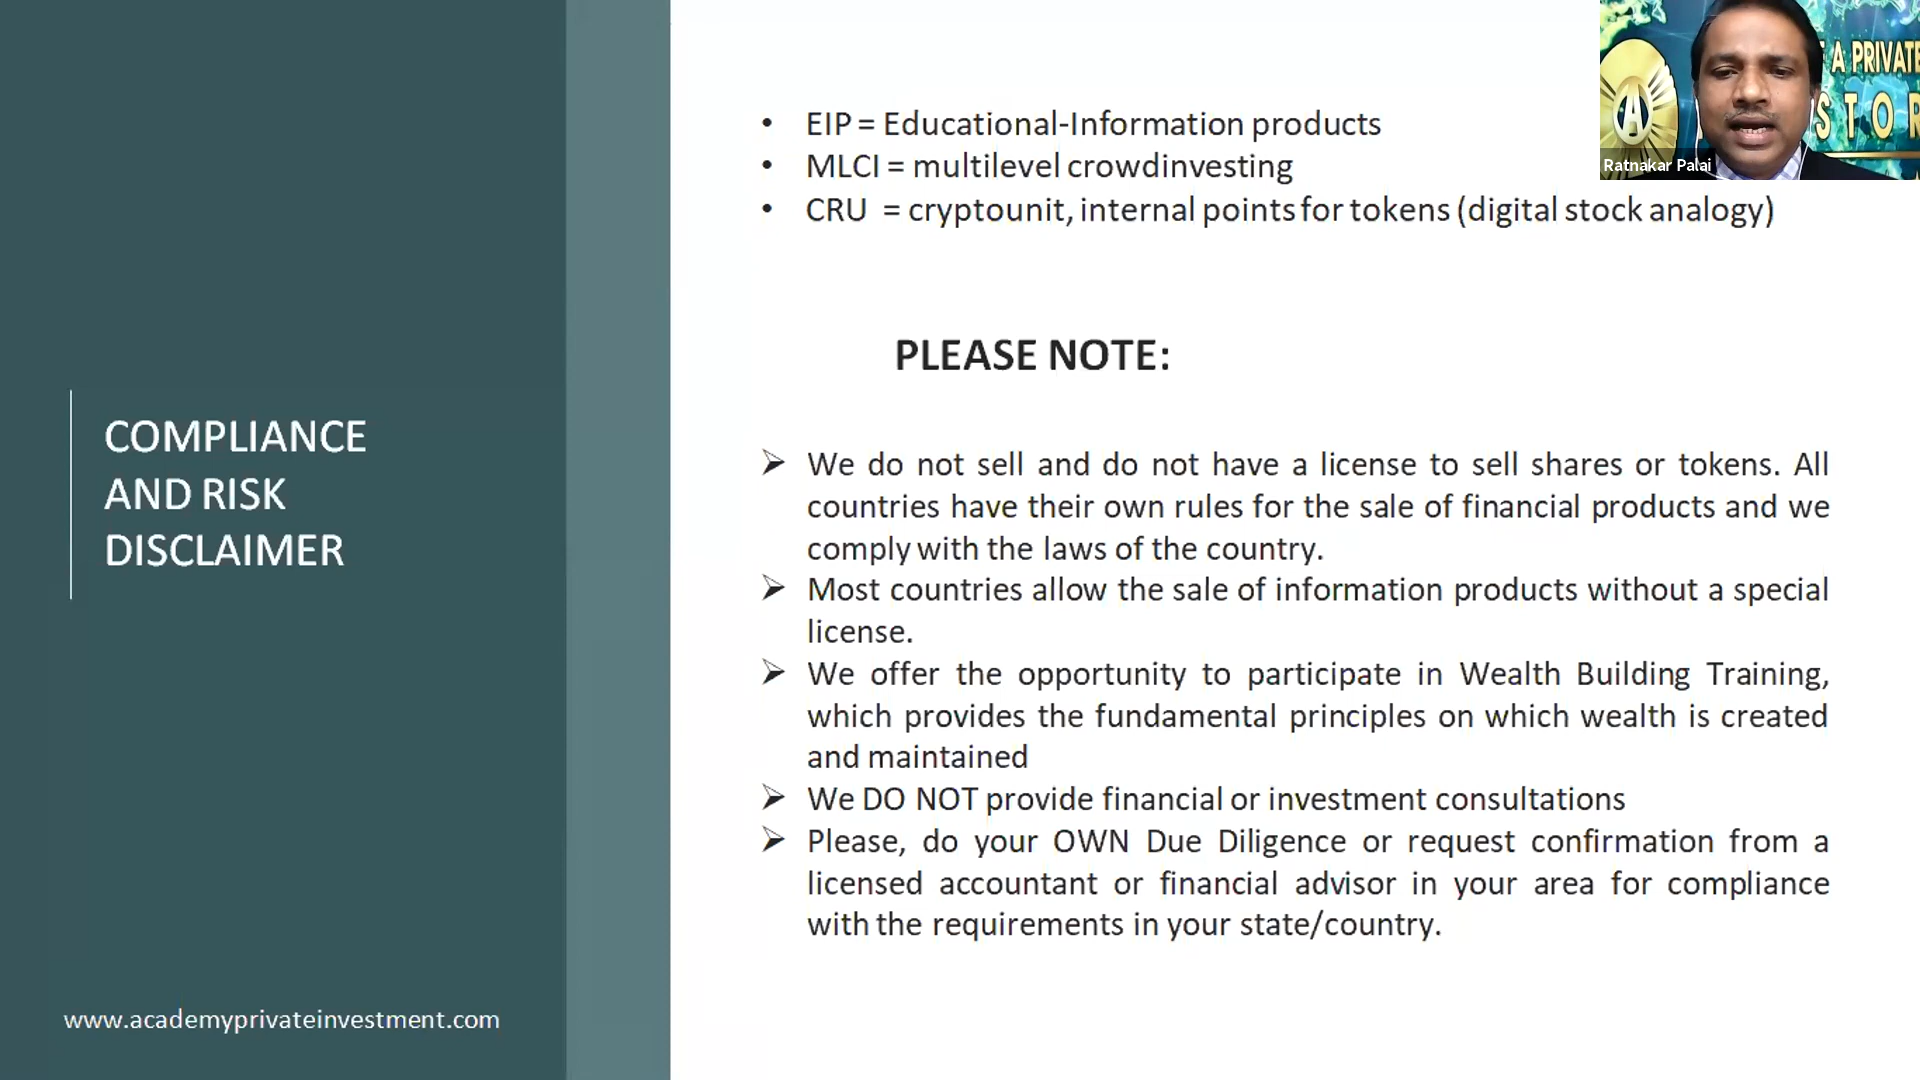 • EIP = Educational-Information products
• MLCI = multilevel crowdinvesting
• CRU = cryptounit, internal points for tokens (digital stock analogy)
A PRIVATE
STOR
A
Ratnakar Palai
PLEASE NOTE:
COMPLIANCE
AND RISK
DISCLAIMER
➢ We do not sell and do not have a license to sell shares or tokens. All
countries have their own rules for the sale of financial products and we
comply with the laws of the country.
➢ Most countries allow the sale of information products without a special
license.
➢ We offer the opportunity to participate in Wealth Building Training,
which provides the fundamental principles on which wealth is created
and maintained
➢ We DO NOT provide financial or investment consultations
➢ Please, do your OWN Due Diligence or request confirmation from a
licensed accountant or financial advisor in your area for compliance
with the requirements in your state/country.
www.academyprivateinvestment.com